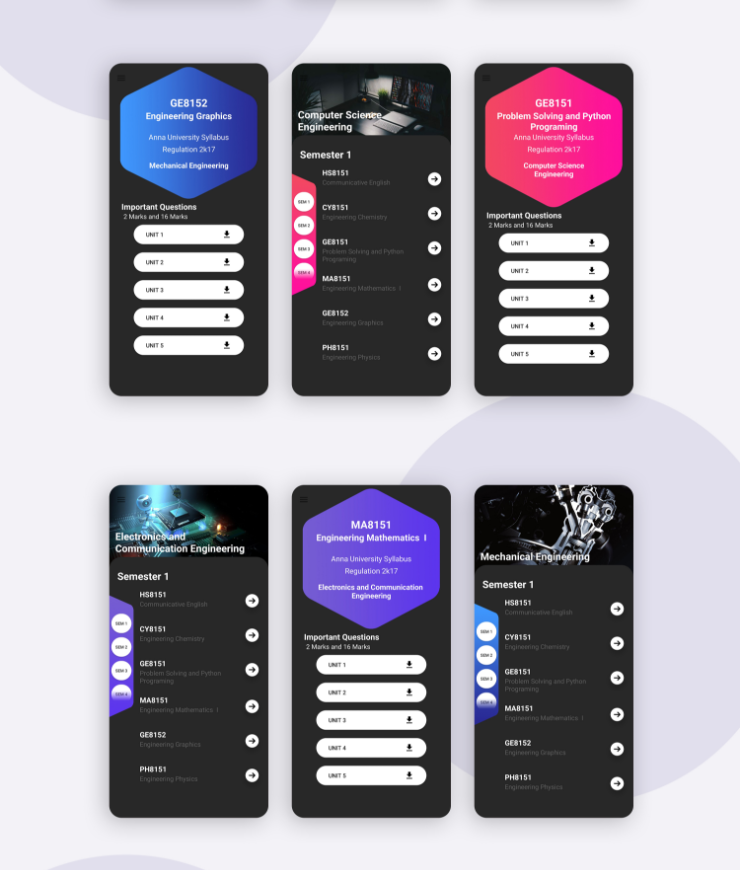 GE8152
Engineering Graphics
Anna University Syllabus
Regulation 2k17
Mechanical Engineering
Important Questions
2 Marks and 16 Marks
UNIT 1
UNIT 2
UNIT 3
UNIT 4
UNIT 5
Computer Science
Engineering
Semester 1
SEM 1
SEM 2
SEM 3
SEM 4
HS8151
Communicative English
CY8151
Engineering Chemistry
GE8151
Problem Solving and Python
Programing
MA8151
Engineering Mathematics I
GE8152
Engineering Graphics
PH8151
Engineering Physics
GE8151
Problem Solving and Python
Programing
Anna University Syllabus
Regulation 2k17
Computer Science
Engineering
Important Questions
2 Marks and 16 Marks
UNIT 1
UNIT 2
UNIT 3
UNIT 4
UNIT 5
Electronics and
Communication Engineering
Semester 1
SEM 1
SEM 2
SEM 3
SEM 4
HS8151
Communicative English
CY8151
Engineering Chemistry
GE8151
Problem Solving and Python
Programing
MA8151
Engineering Mathematics I
GE8152
Engineering Graphics
PH8151
Engineering Physics
MA8151
Engineering Mathematics I
Anna University Syllabus
Regulation 2k17
Electronics and Communication
Engineering
Important Questions
2 Marks and 16 Marks
UNIT 1
UNIT 2
UNIT 3
UNIT 4
UNIT 5
Mechanical Engineering
Semester 1
SEM 1
SEM 2
SEM 3
SEM 4
HS8151
Communicative English
CY8151
Engineering Chemistry
GE8151
Problem Solving and Python
Programing
MA8151
Engineering Mathematics I
GE8152
Engineering Graphics
PH8151
Engineering Physics